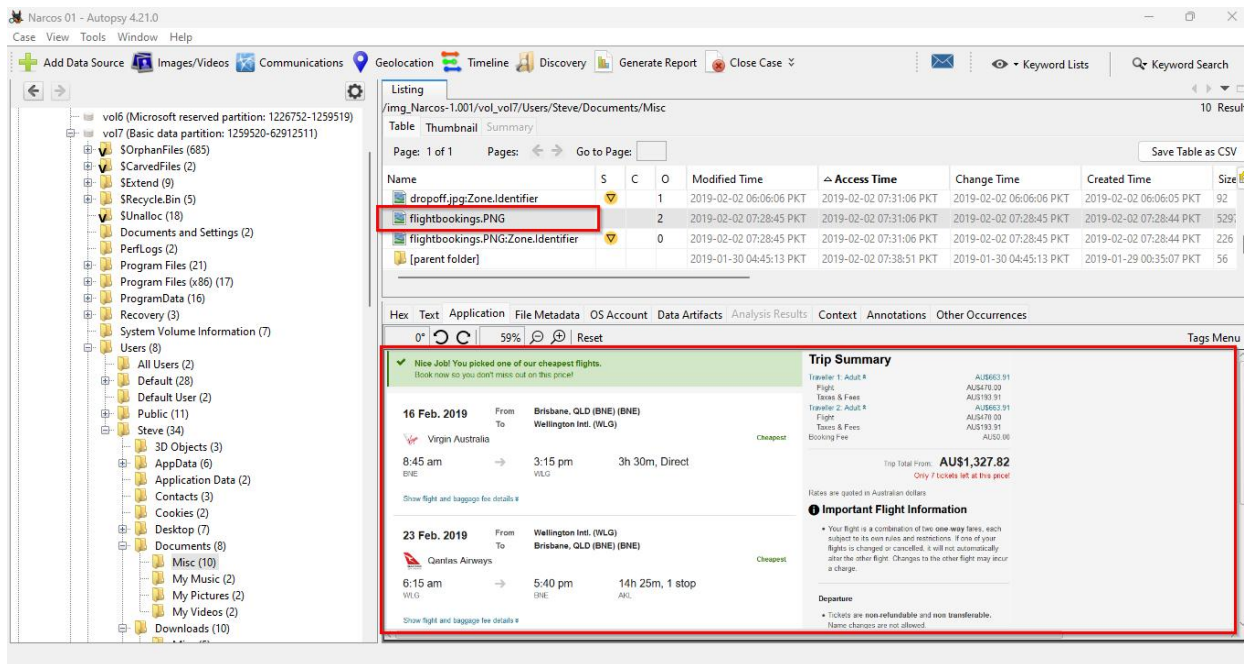 Narcos 01 - Autopsy 4.21.0
Case View Tools Window Help
Add Data Source Images/Videos Communications Geolocation Timeline Discovery Generate Report Close Case Keyword Lists Keyword Search
vol6 (Microsoft reserved partition: 1226752-1259519)
vol7 (Basic data partition: 1259520-62912511)
$OrphanFiles (685)
$CarvedFiles (2)
$Extend (9)
$Recycle.Bin (5)
$Unalloc (18)
Documents and Settings (2)
PerfLogs (2)
Program Files (21)
Program Files (x86) (17)
ProgramData (16)
Recovery (3)
System Volume Information (7)
Users (8)
All Users (2)
Default (28)
Default User (2)
Public (11)
Steve (34)
3D Objects (3)
AppData (6)
Application Data (2)
Contacts (3)
Cookies (2)
Desktop (7)
Documents (8)
Misc (10)
My Music (2)
My Pictures (2)
My Videos (2)
Downloads (10)
Listing
/img_Narcos-1.001/vol_vol7/Users/Steve/Documents/Misc
10 Resul
Table Thumbnail Summary
Page: 1 of 1 Pages: Go to Page: Save Table as CSV
Name S C O Modified Time Access Time Change Time Created Time Size
dropoff.jpg:Zone.Identifier 1 2019-02-02 06:06:06 PKT 2019-02-02 07:31:06 PKT 2019-02-02 06:06:06 PKT 2019-02-02 06:06:05 PKT 92
flightbookings.PNG 2 2019-02-02 07:28:45 PKT 2019-02-02 07:31:06 PKT 2019-02-02 07:28:45 PKT 2019-02-02 07:28:44 PKT 5297
flightbookings.PNG:Zone.Identifier 0 2019-02-02 07:28:45 PKT 2019-02-02 07:31:06 PKT 2019-02-02 07:28:45 PKT 2019-02-02 07:28:44 PKT 226
[parent folder] 2019-01-30 04:45:13 PKT 2019-02-02 07:38:51 PKT 2019-01-30 04:45:13 PKT 2019-01-29 00:35:07 PKT 56
Hex Text Application File Metadata OS Account Data Artifacts Analysis Results Context Annotations Other Occurrences
0° 59% Reset Tags Menu
Nice Job! You picked one of our cheapest flights.
Book now so you don't miss out on this price!
16 Feb. 2019 From Brisbane, QLD (BNE) (BNE)
To Wellington Intl. (WLG)
Virgin Australia Cheapest
8:45 am → 3:15 pm 3h 30m, Direct
BNE WLG
Show flight and baggage fee details
23 Feb. 2019 From Wellington Intl. (WLG)
To Brisbane, QLD (BNE) (BNE)
Qantas Airways Cheapest
6:15 am → 5:40 pm 14h 25m, 1 stop
WLG BNE AKL
Show flight and baggage fee details
Trip Summary
Traveler 1: Adult AU$663.91
Flight AU$470.00
Taxes & Fees AU$193.91
Traveler 2: Adult AU$663.91
Flight AU$470.00
Taxes & Fees AU$193.91
Booking Fee AU$0.00
Trip Total From: AU$1,327.82
Only 7 tickets left at this price!
Rates are quoted in Australian dollars
Important Flight Information
• Your flight is a combination of two one-way fares, each
subject to its own rules and restrictions. If one of your
flights is changed or cancelled, it will not automatically
alter the other flight. Changes to the other flight may incur
a charge.
Departure
• Tickets are non-refundable and non transferable.
Name changes are not allowed.